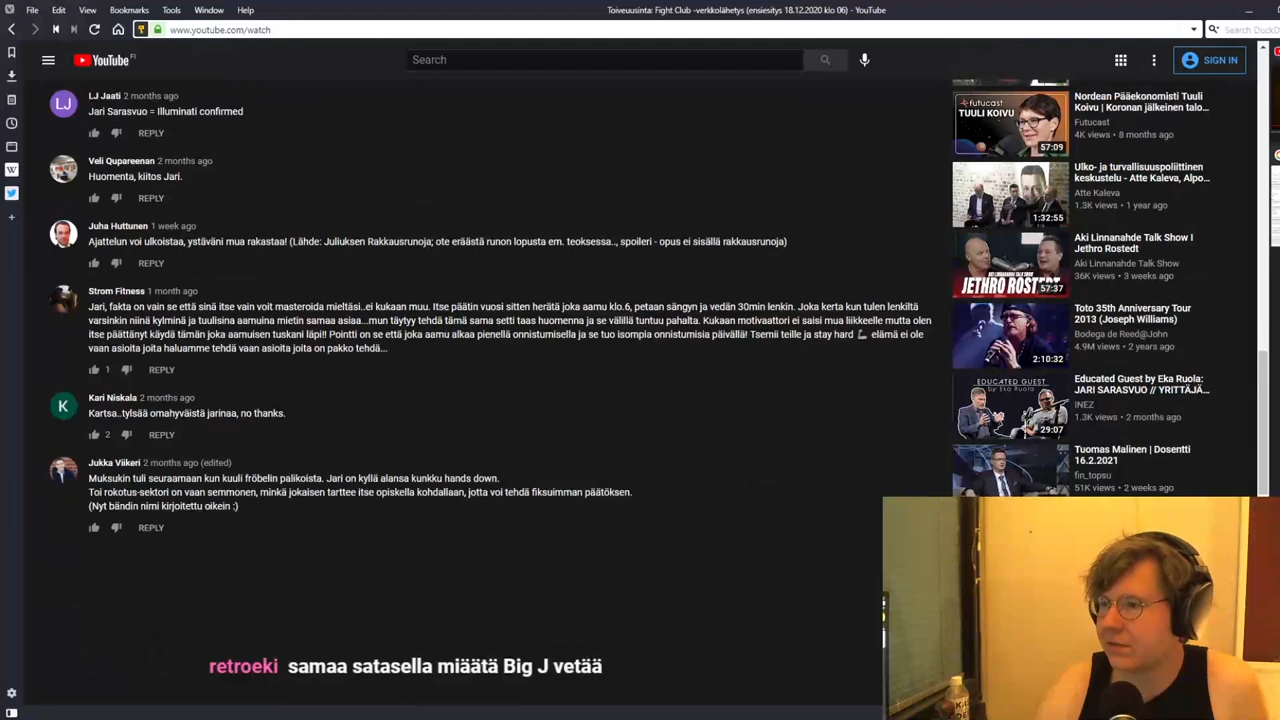 File Edit View Bookmarks Tools Window Help
Toiveuusinta: Fight Club -verkkolähetys (ensiesitys 18.12.2020 klo 06) - YouTube
www.youtube.com/watch
YouTube FI
Search
SIGN IN
LJ Jaati 2 months ago
Jari Sarasvuo = Illuminati confirmed
REPLY
Veli Qupareenan 2 months ago
Huomenta, kiitos Jari.
REPLY
Juha Huttunen 1 week ago
Ajattelun voi ulkoistaa, ystäväni mua rakastaa! (Lähde: Juliuksen Rakkausrunoja; ote eräästä runon lopusta em. teoksessa.., spoileri - opus ei sisällä rakkausrunoja)
REPLY
Strom Fitness 1 month ago
Jari, fakta on vain se että sinä itse vain voit masteroida mieltäsi..ei kukaan muu. Itse päätin vuosi sitten herätä joka aamu klo.6, petaan sängyn ja vedän 30min lenkin. Joka kerta kun tulen lenkiltä
varsinkin niinä kylminä ja tuulisina aamuina mietin samaa asiaa...mun täytyy tehdä tämä sama setti taas huomenna ja se välillä tuntuu pahalta. Kukaan motivaattori ei saisi mua liikkeelle mutta olen
itse päättänyt käydä tämän joka aamuisen tuskani läpi!! Pointti on se että joka aamu alkaa pienellä onnistumisella ja se tuo isompia onnistumisia päivällä! Tsemii teille ja stay hard 💪 elämä ei ole
vaan asioita joita haluamme tehdä vaan asioita joita on pakko tehdä...
1 REPLY
Kari Niskala 2 months ago
Kartsa..tylsää omahyväistä jarinaa, no thanks.
2 REPLY
Jukka Viikeri 2 months ago (edited)
Muksukin tuli seuraamaan kun kuuli fröbelin palikoista. Jari on kyllä alansa kunkku hands down.
Toi rokotus-sektori on vaan semmonen, minkä jokaisen tarttee itse opiskella kohdallaan, jotta voi tehdä fiksuimman päätöksen.
(Nyt bändin nimi kirjoitettu oikein :)
REPLY
retroeki samaa satasella miäätä Big J vetää
futucast
TUULI KOIVU
57:09
Nordean Pääekonomisti Tuuli
Koivu | Koronan jälkeinen talo...
Futucast
4K views • 8 months ago
1:32:55
Ulko- ja turvallisuuspoliittinen
keskustelu - Atte Kaleva, Alpo...
Atte Kaleva
1.3K views • 1 year ago
AKI LINNANAHDE TALK SHOW
JETHRO ROSTEDT
57:37
Aki Linnanahde Talk Show I
Jethro Rostedt
Aki Linnanahde Talk Show
36K views • 3 weeks ago
2:10:32
Toto 35th Anniversary Tour
2013 (Joseph Williams)
Bodega de Reed@John
4.9M views • 2 years ago
EDUCATED GUEST
by Eka Ruola
29:07
Educated Guest by Eka Ruola:
JARI SARASVUO // YRITTÄJÄ...
INEZ
1.3K views • 2 months ago
Tuomas Malinen | Dosentti
16.2.2021
fin_topsu
51K views • 2 weeks ago